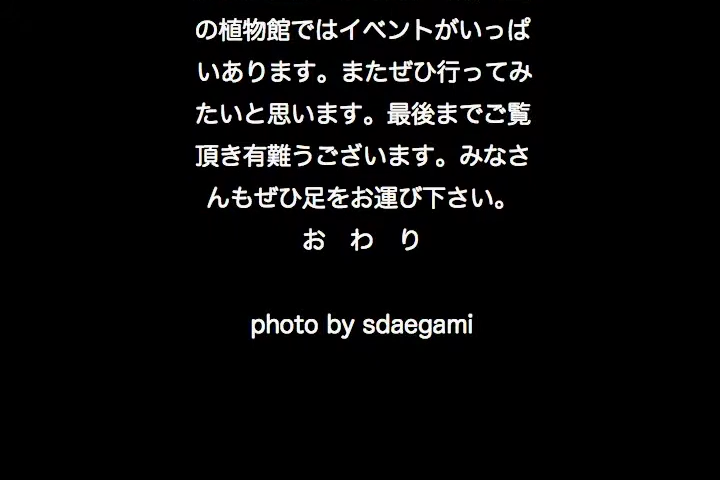 の植物館ではイベントがいっぱ
いあります。またぜひ行ってみ
たいと思います。最後までご覧
頂き有難うございます。みなさ
んもぜひ足をお運び下さい。
お　わ　り
photo by sdaegami